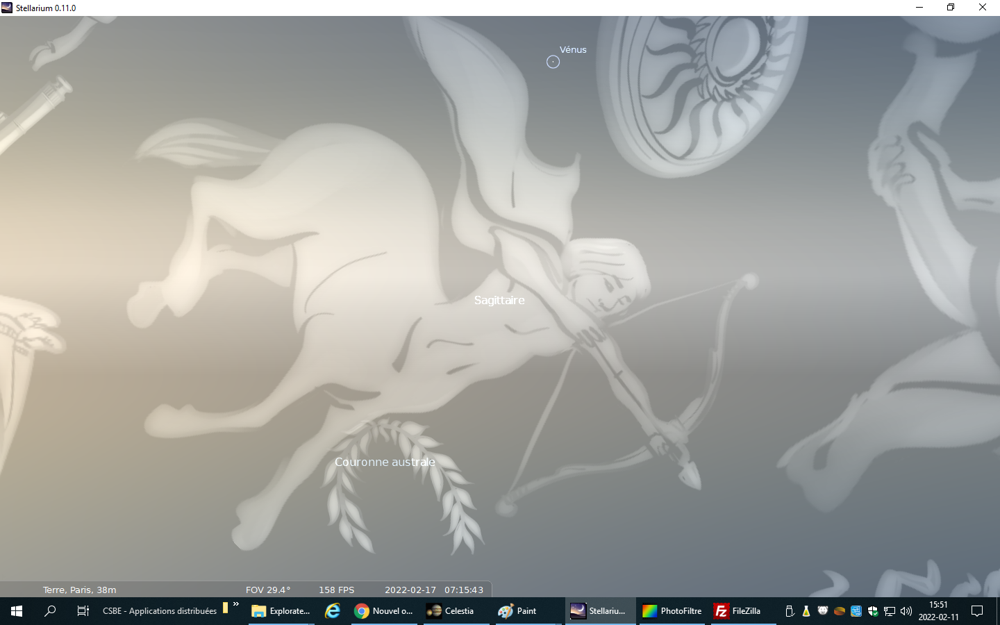 Stellarium 0.11.0
Vénus
Sagittaire
Couronne australe
Terre, Paris, 38m
FOV 29.4°
158 FPS
2022-02-17 07:15:43
CSBE - Applications distribuées
»
Explorate...
Nouvel o...
Celestia
Paint
Stellariu...
PhotoFiltre
FileZilla
15:51
2022-02-11